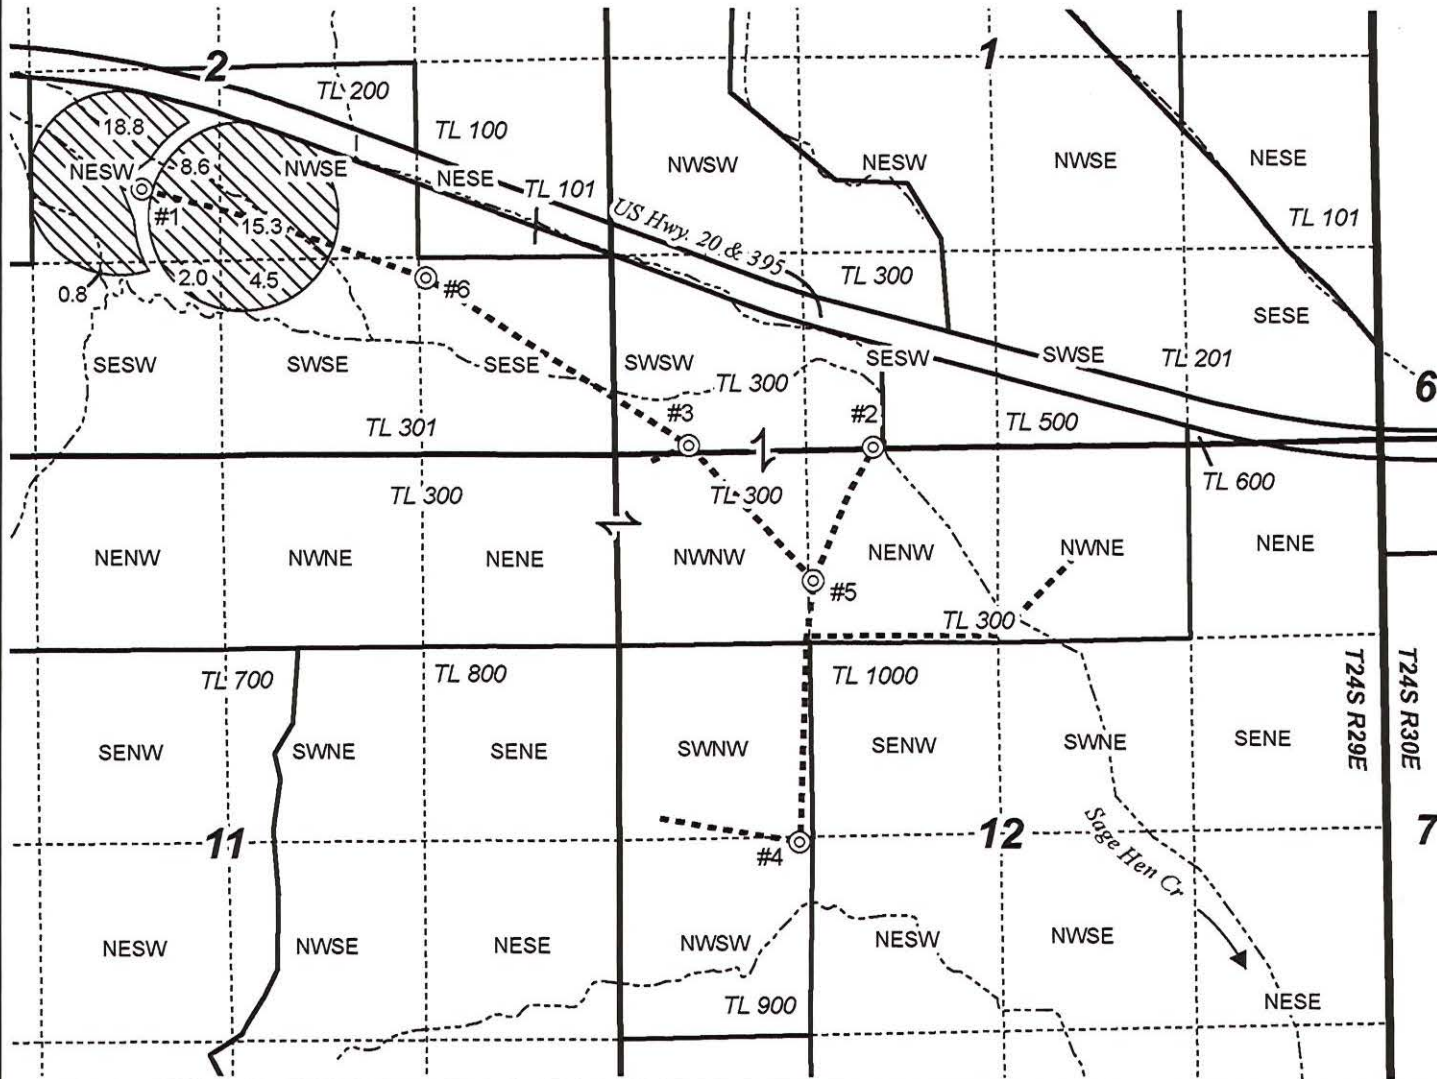 2
1
TL 200
TL 100
18.8
NESW
8.6
NWSE
NESE
TL 101
NWSW
NESW
NWSE
NESE
#1
15.3
US Hwy. 20 & 395
TL 101
0.8
2.0
4.5
#6
TL 300
SESE
SESW
SWSE
SESE
SWSW
SESW
SWSE
TL 201
TL 300
6
TL 301
#3
#2
TL 500
TL 300
TL 300
TL 600
NENW
NWNE
NENE
NWNW
NENW
NWNE
NENE
#5
TL 300
TL 700
TL 800
TL 1000
T24S R29E
T24S R30E
SENW
SWNE
SENE
SWNW
SENW
SWNE
SENE
11
#4
12
Sage Hen Cr
7
NESW
NWSE
NESE
NWSW
NESW
NWSE
TL 900
NESE